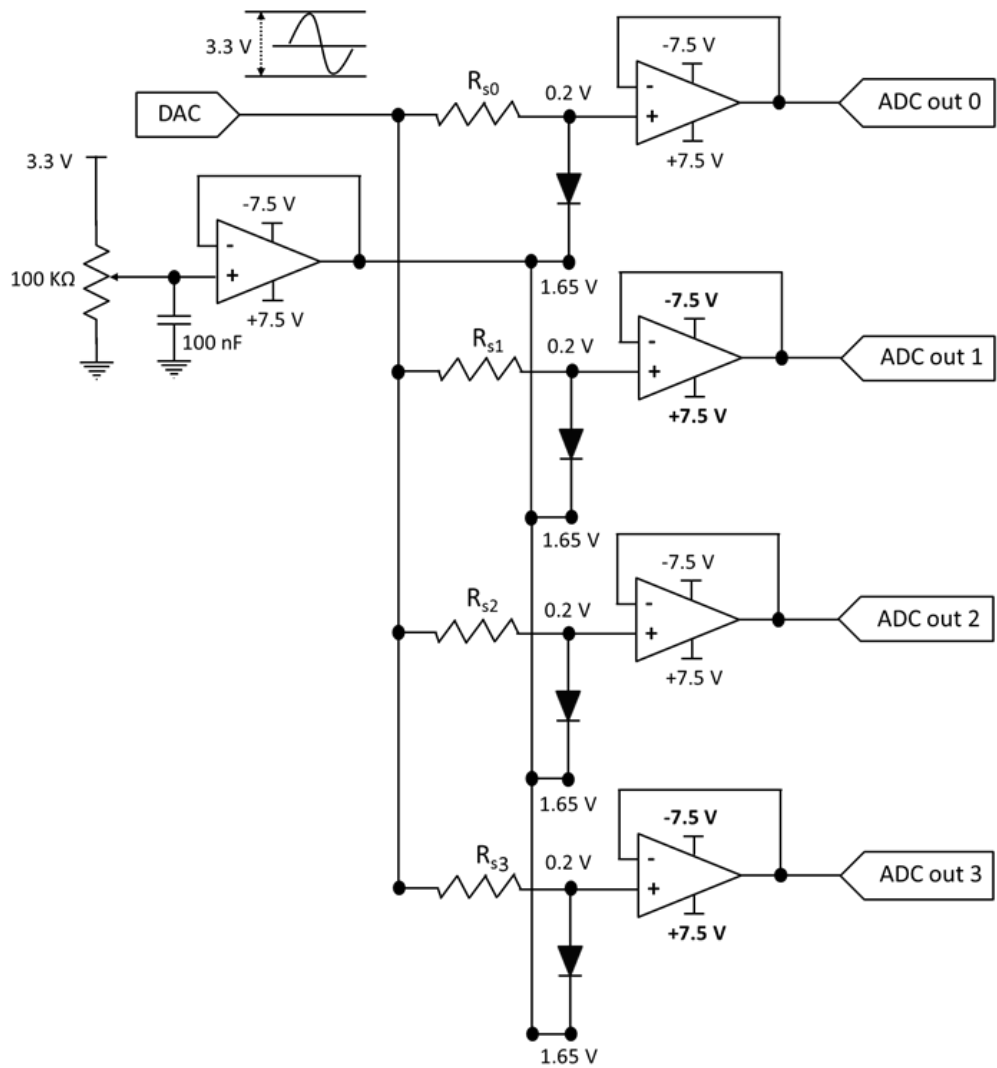 3.3 V
DAC
R_s0
0.2 V
-7.5 V
+7.5 V
ADC out 0
3.3 V
100 KΩ
100 nF
-7.5 V
+7.5 V
1.65 V
R_s1
0.2 V
-7.5 V
+7.5 V
ADC out 1
1.65 V
R_s2
0.2 V
-7.5 V
+7.5 V
ADC out 2
1.65 V
R_s3
0.2 V
-7.5 V
+7.5 V
ADC out 3
1.65 V
- +
- +
- +
- +
- +